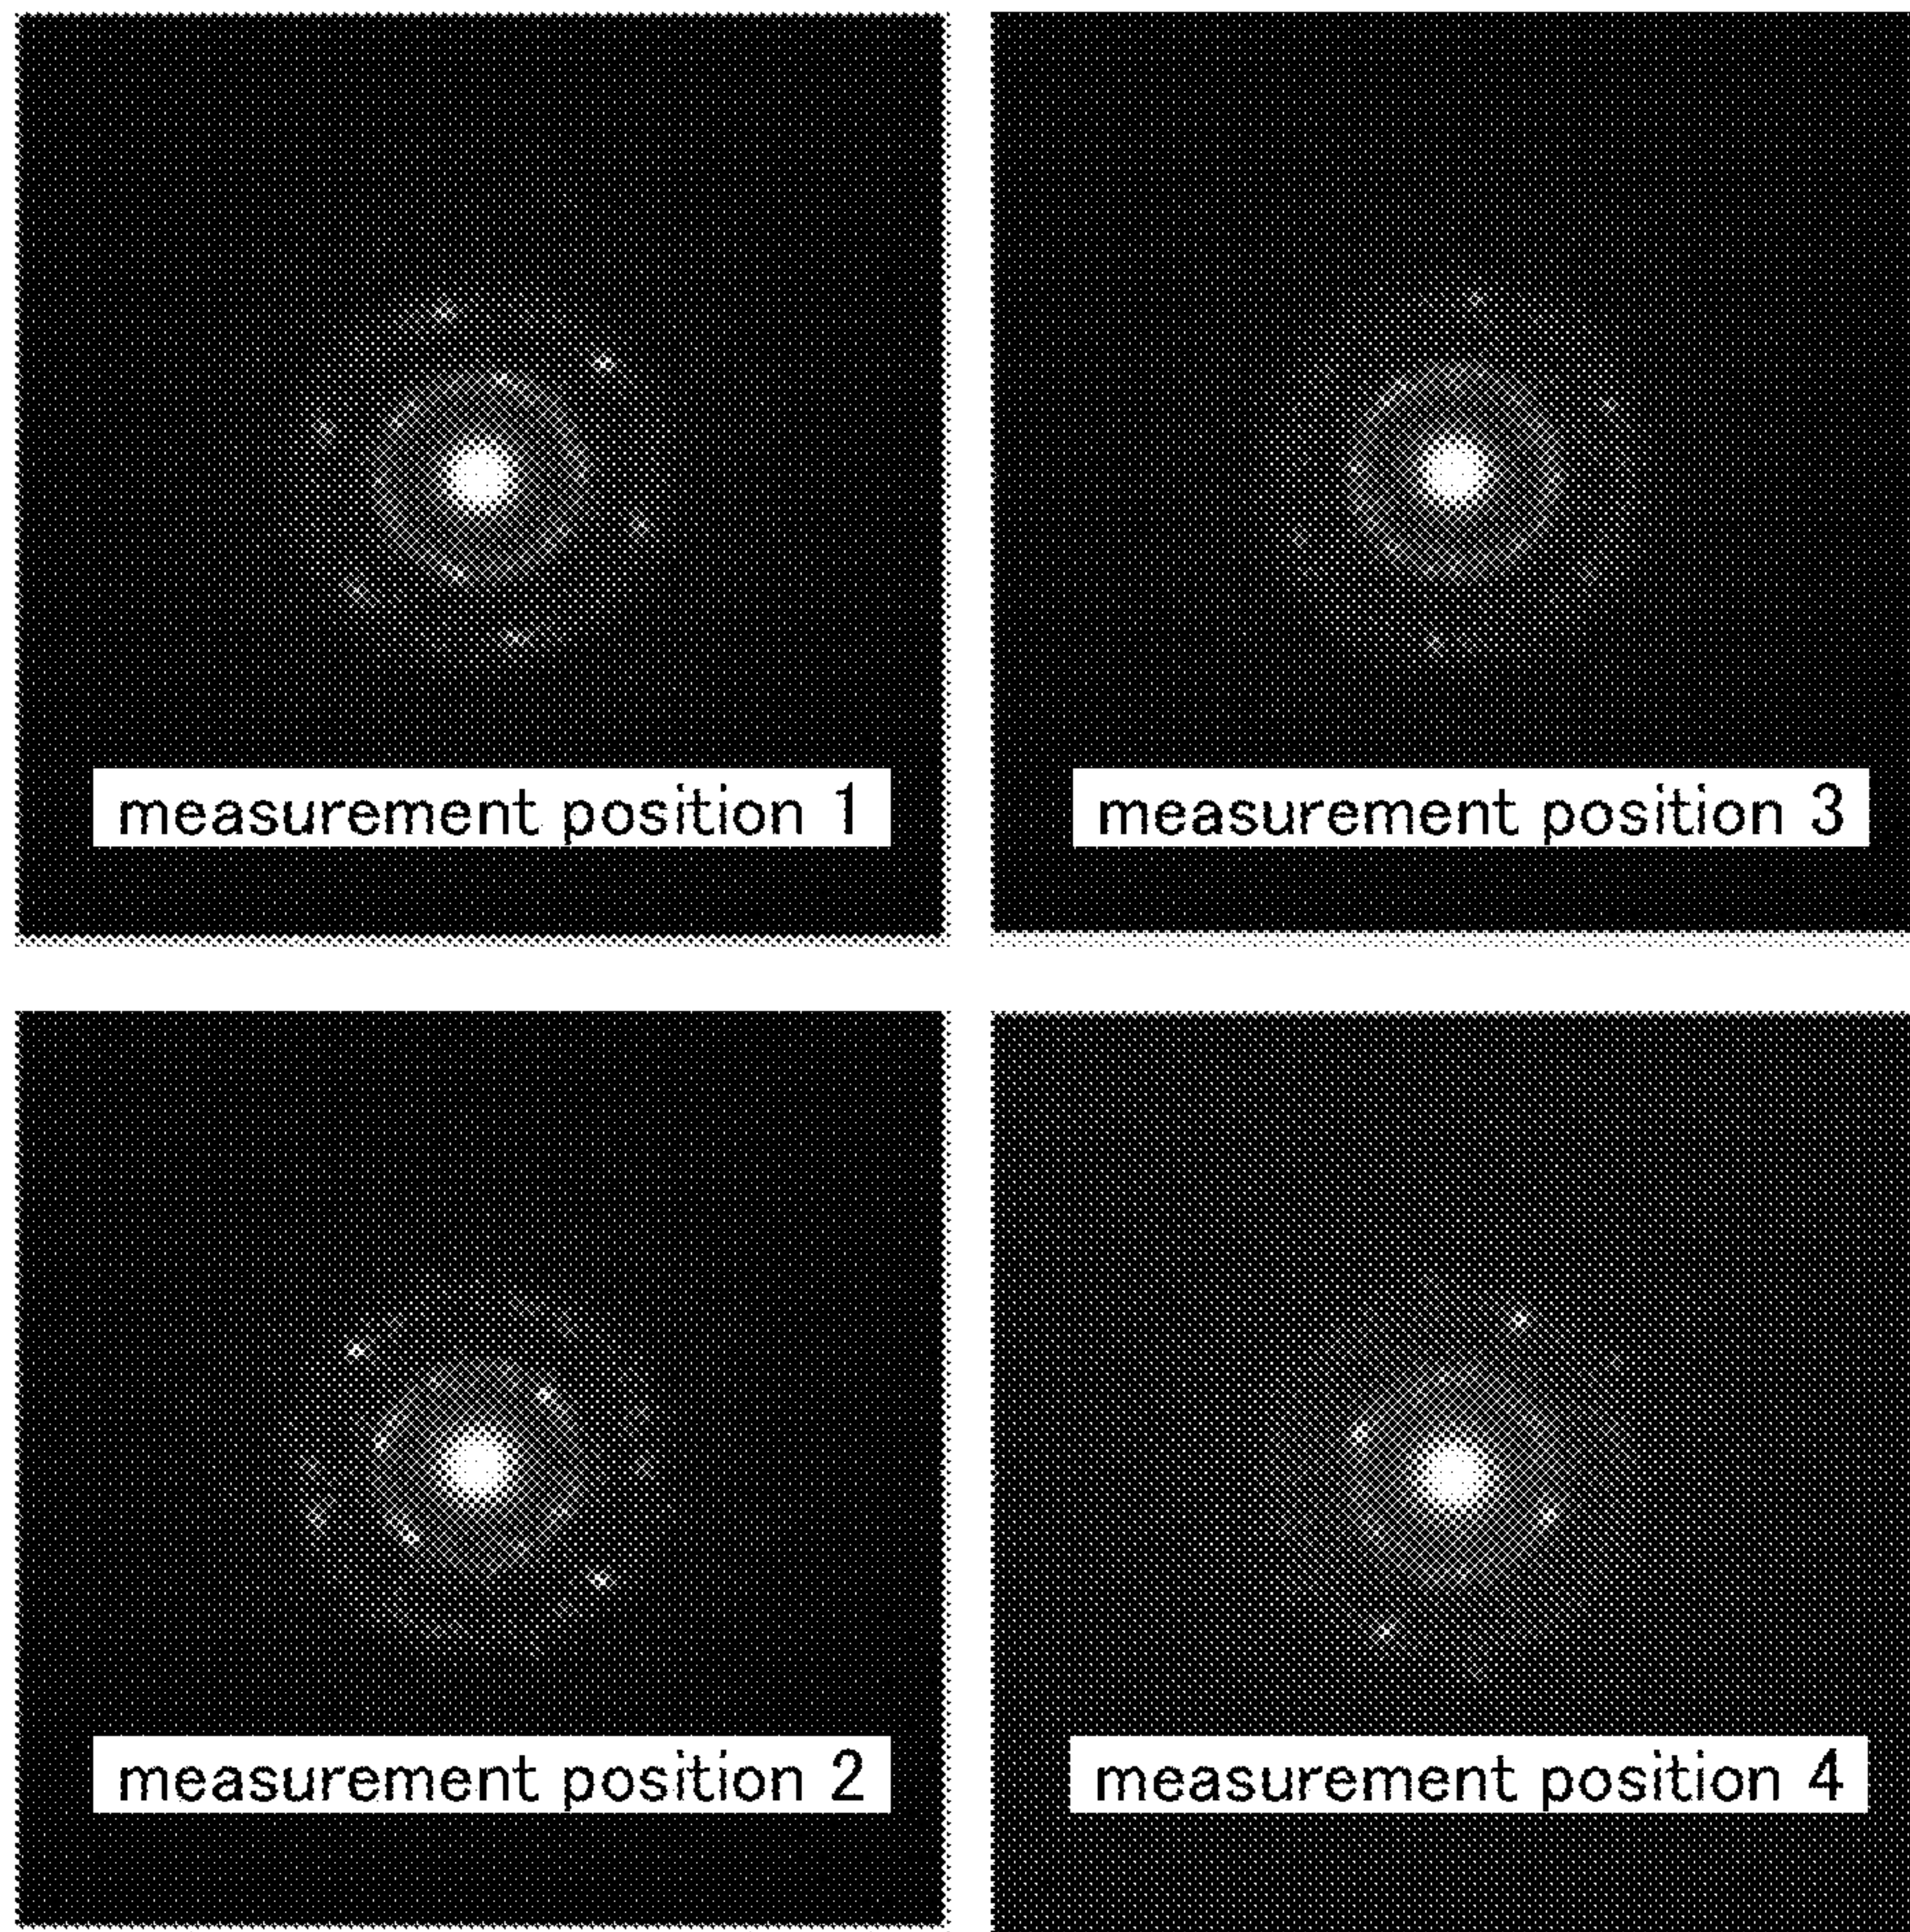 measurement position 1
measurement position 3
measurement position 2
measurement position 4